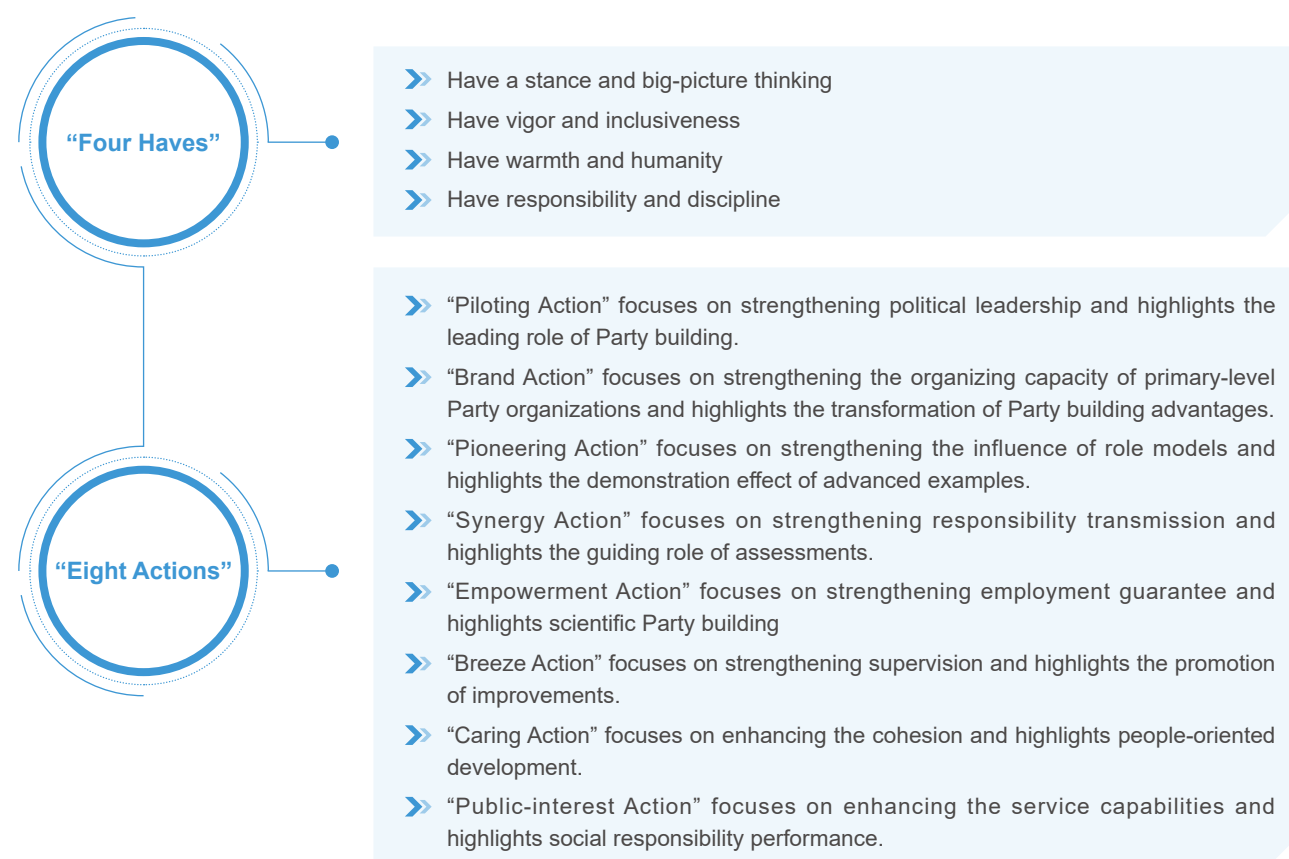 “Four Haves”
Have a stance and big-picture thinking
Have vigor and inclusiveness
Have warmth and humanity
Have responsibility and discipline
“Eight Actions”
“Piloting Action” focuses on strengthening political leadership and highlights the
leading role of Party building.
“Brand Action” focuses on strengthening the organizing capacity of primary-level
Party organizations and highlights the transformation of Party building advantages.
“Pioneering Action” focuses on strengthening the influence of role models and
highlights the demonstration effect of advanced examples.
“Synergy Action” focuses on strengthening responsibility transmission and
highlights the guiding role of assessments.
“Empowerment Action” focuses on strengthening employment guarantee and
highlights scientific Party building
“Breeze Action” focuses on strengthening supervision and highlights the promotion
of improvements.
“Caring Action” focuses on enhancing the cohesion and highlights people-oriented
development.
“Public-interest Action” focuses on enhancing the service capabilities and
highlights social responsibility performance.